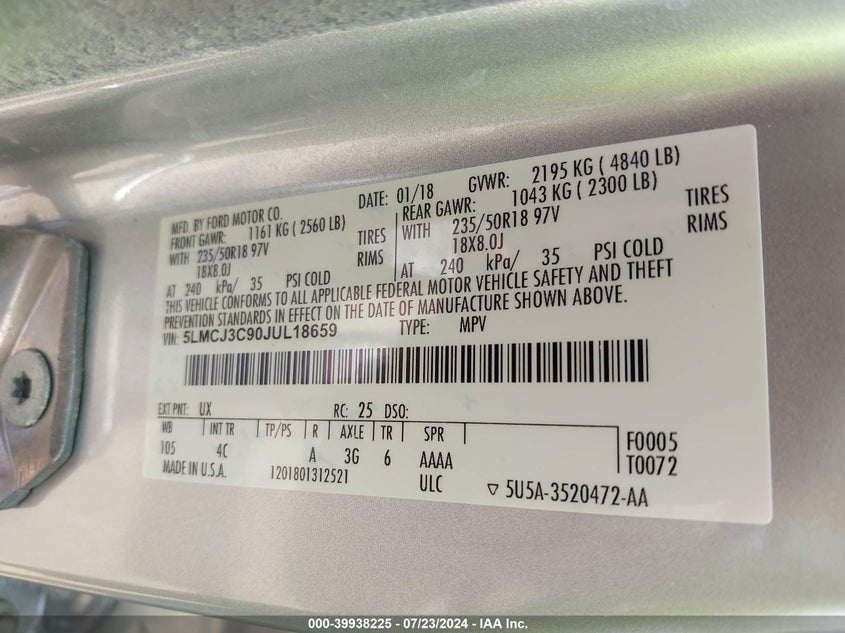 MFD. BY FORD MOTOR CO.
DATE: 01/18 GVWR: 2195 KG ( 4840 LB)
FRONT GAWR: 1161 KG ( 2560 LB)
REAR GAWR: 1043 KG ( 2300 LB)
WITH 235/50R18 97V TIRES
WITH 235/50R18 97V TIRES
18X8.0J RIMS
18X8.0J RIMS
AT 240 kPa/ 35 PSI COLD
AT 240 kPa/ 35 PSI COLD
THIS VEHICLE CONFORMS TO ALL APPLICABLE FEDERAL MOTOR VEHICLE SAFETY AND THEFT
PREVENTION STANDARDS IN EFFECT ON THE DATE OF MANUFACTURE SHOWN ABOVE.
VIN: 5LMCJ3C90JUL18659 TYPE: MPV
EXT PNT: UX RC: 25 DSO:
WB INT TR TP/PS R AXLE TR SPR
105 4C A 3G 6 AAAA F0005
T0072
MADE IN U.S.A. 1201801312521 ULC ▽ 5U5A-3520472-AA
000-39938225 - 07/23/2024 - IAA Inc.